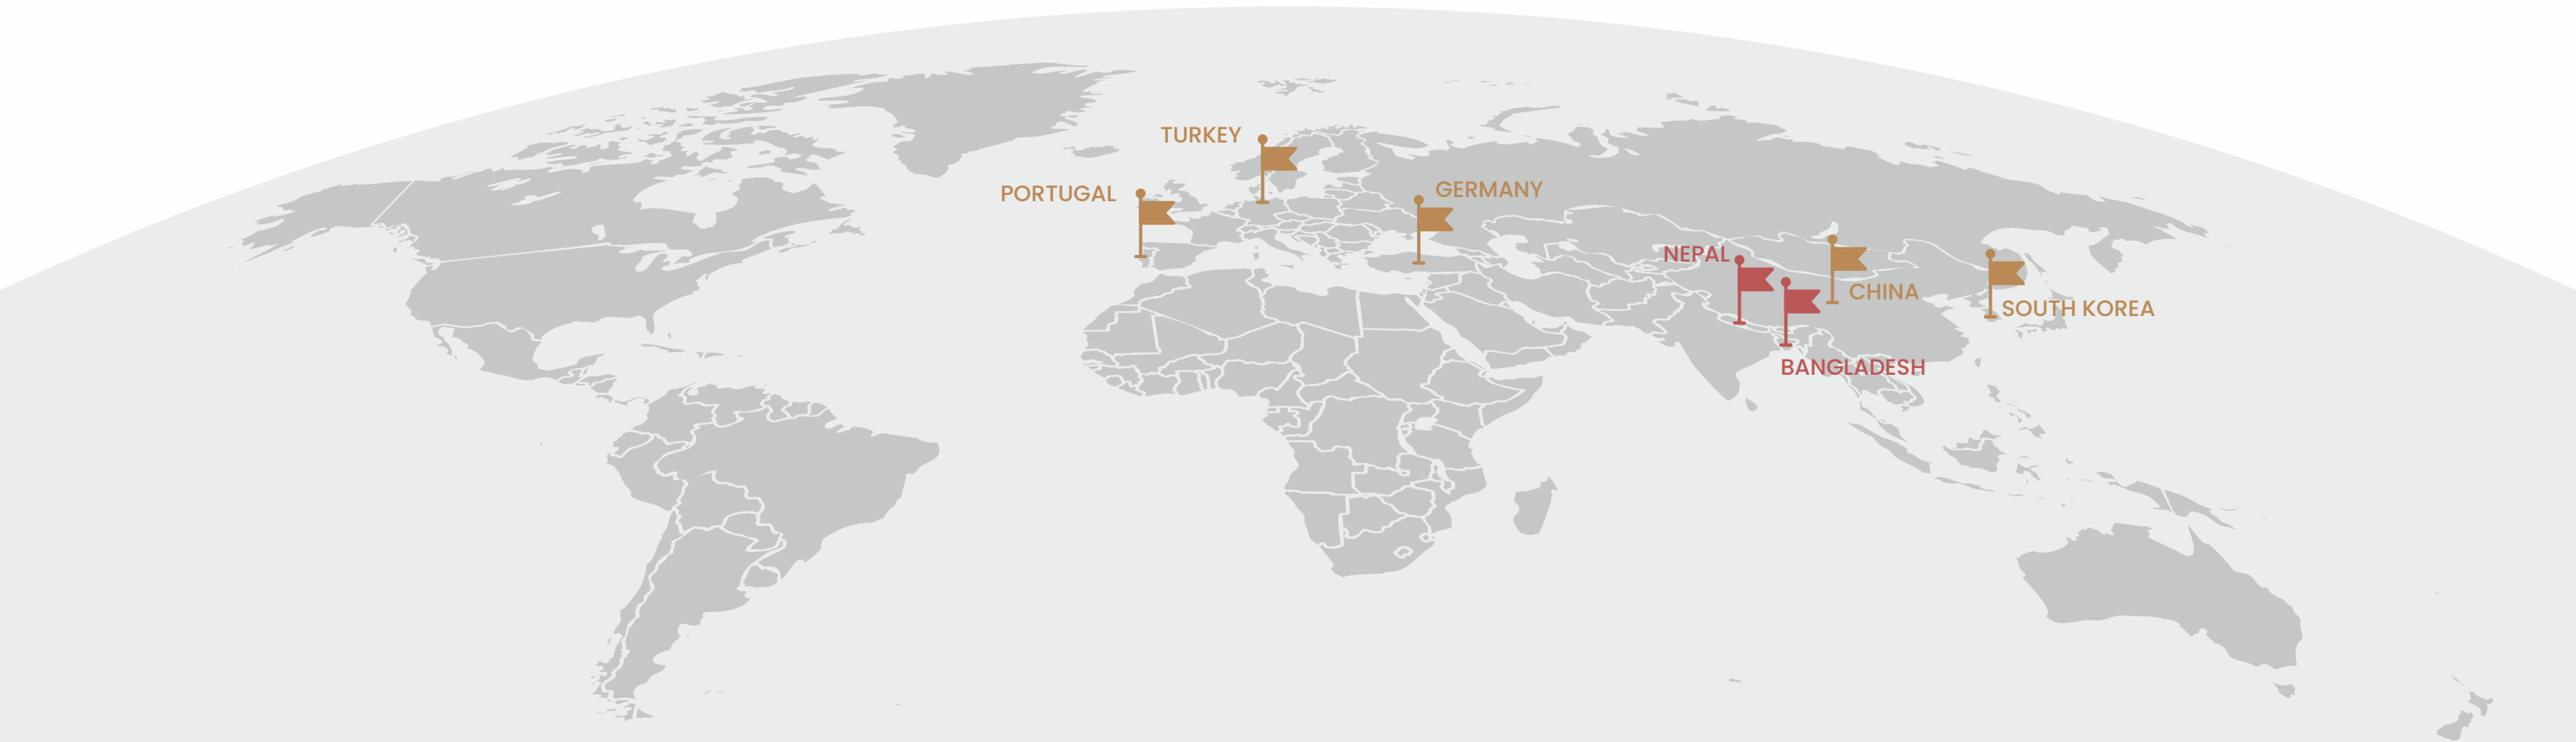 TURKEY
PORTUGAL
GERMANY
NEPAL
CHINA
SOUTH KOREA
BANGLADESH